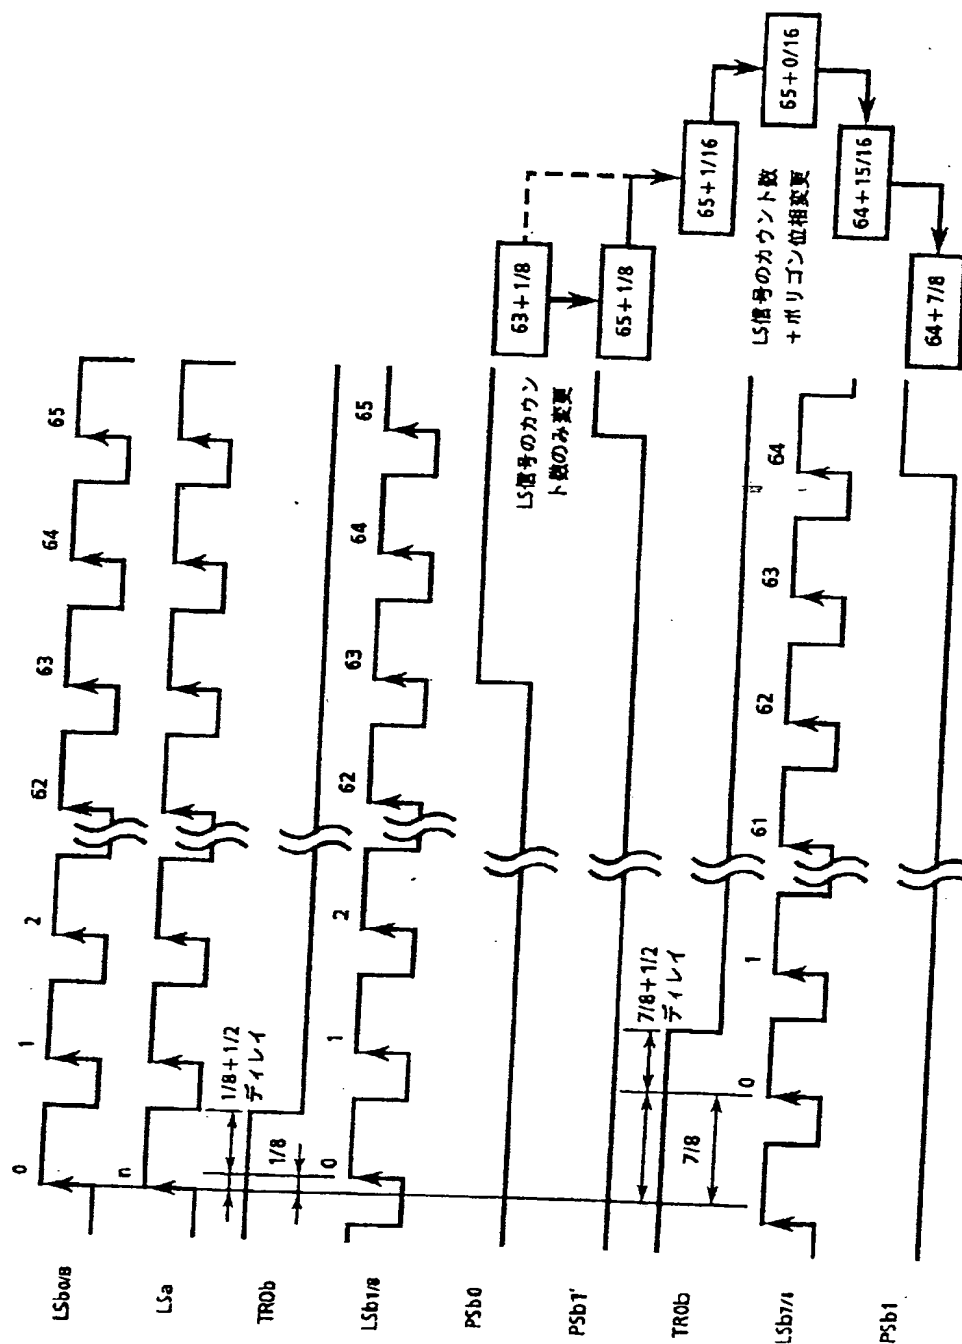 LSb0/8
0
1
2
62
63
64
65
LSa
n
TR0b
1/8+1/2
ディレイ
1/8
LSb1/8
0
1
2
62
63
64
65
PSb0
LS信号のカウン
ト数のみ変更
63+1/8
PSb1'
65+1/8
TR0b
7/8+1/2
ディレイ
7/8
65+1/16
LS信号のカウント数
+ポリゴン位相変更
65+0/16
LSb7/8
0
1
61
62
63
64
64+15/16
PSb1
64+7/8